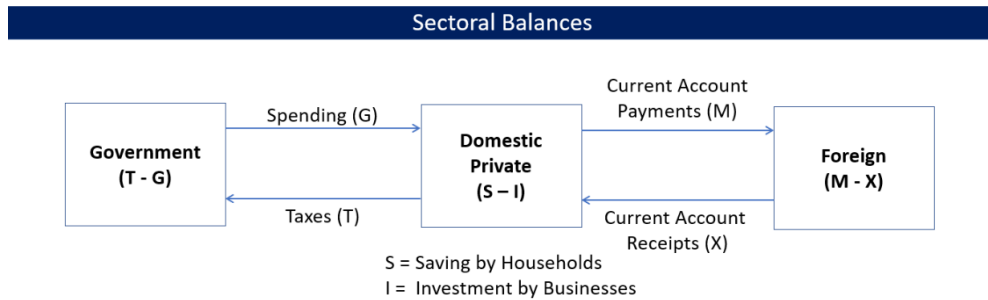 Sectoral Balances
Spending (G)
Current Account
Payments (M)
Government
(T - G)
Domestic
Private
(S – I)
Foreign
(M - X)
Taxes (T)
Current Account
Receipts (X)
S = Saving by Households
I = Investment by Businesses